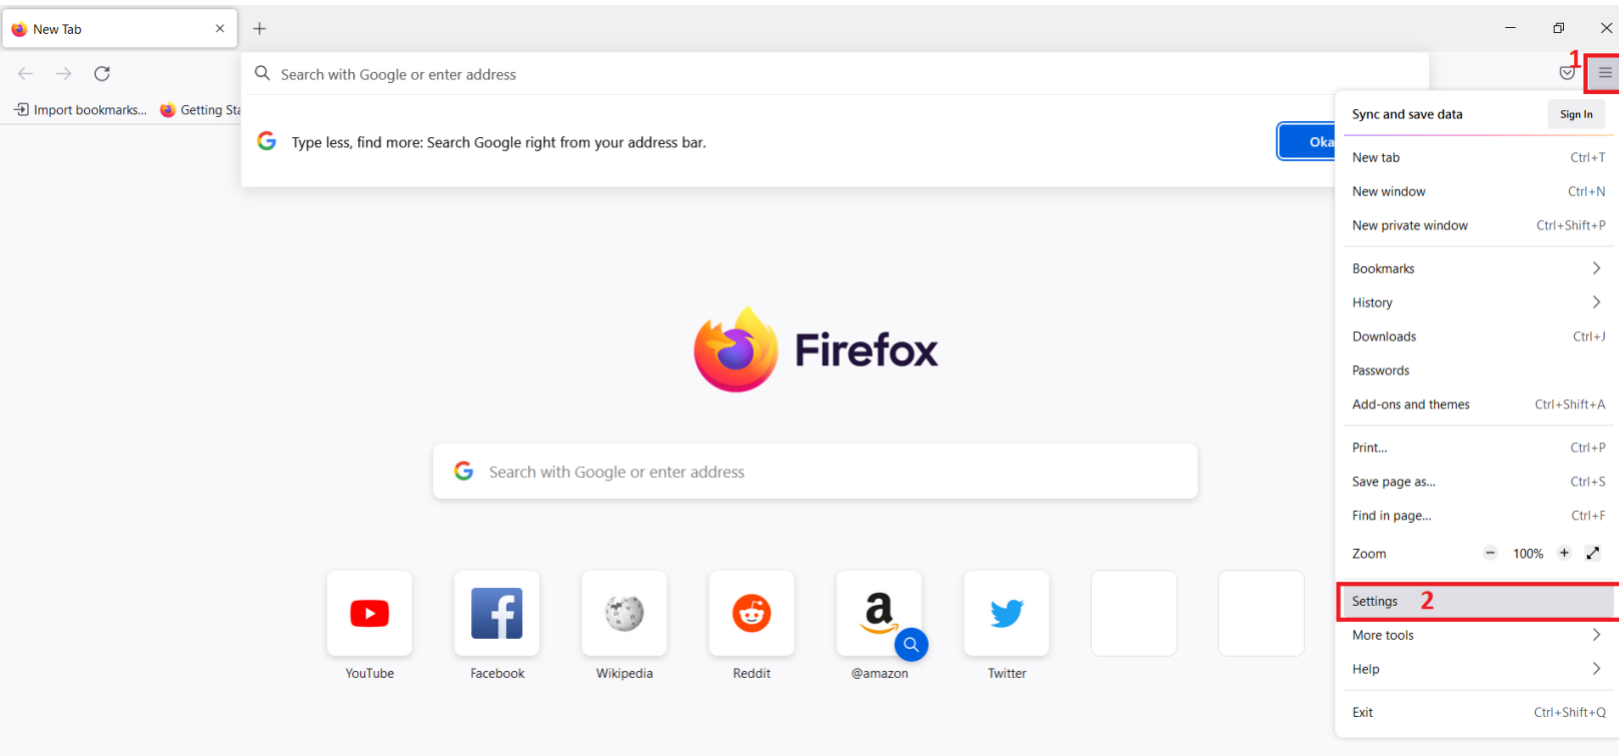 New Tab
Search with Google or enter address
1
Import bookmarks... Getting Sta
Type less, find more: Search Google right from your address bar.
Oka
Sync and save data Sign In
New tab Ctrl+T
New window Ctrl+N
New private window Ctrl+Shift+P
Bookmarks
History
Downloads Ctrl+J
Passwords
Add-ons and themes Ctrl+Shift+A
Print... Ctrl+P
Save page as... Ctrl+S
Find in page... Ctrl+F
Zoom 100%
Settings 2
More tools
Help
Exit Ctrl+Shift+Q
Firefox
Search with Google or enter address
YouTube Facebook Wikipedia Reddit @amazon Twitter